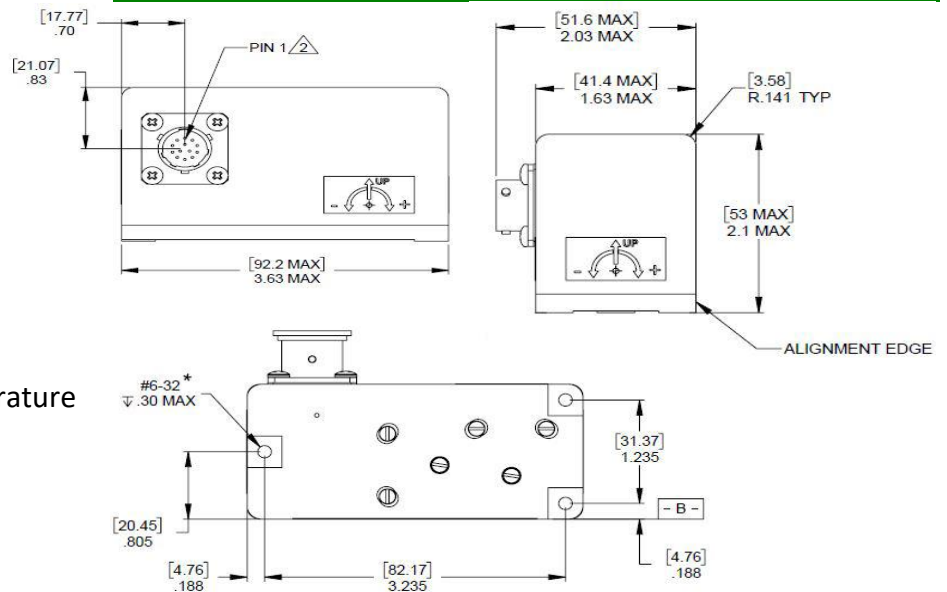 [17.77]
.70
PIN 1 2
[21.07]
.83
UP
- +
[92.2 MAX]
3.63 MAX
[51.6 MAX]
2.03 MAX
[41.4 MAX]
1.63 MAX
[3.58]
R.141 TYP
[53 MAX]
2.1 MAX
UP
- +
ALIGNMENT EDGE
rature
#6-32*
↧.30 MAX
[31.37]
1.235
- B -
[20.45]
.805
[4.76]
.188
[82.17]
3.235
[4.76]
.188